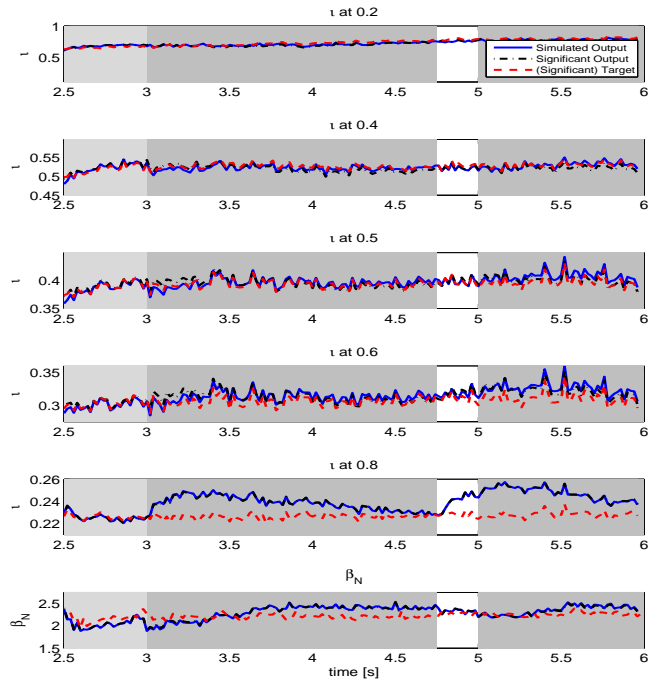 ι at 0.2
1
0.5
ι
Simulated Output
Significant Output
(Significant) Target
2.5 3 3.5 4 4.5 5 5.5 6
ι at 0.4
0.55
0.5
0.45
ι
2.5 3 3.5 4 4.5 5 5.5 6
ι at 0.5
0.4
0.35
ι
2.5 3 3.5 4 4.5 5 5.5 6
ι at 0.6
0.35
0.3
ι
2.5 3 3.5 4 4.5 5 5.5 6
ι at 0.8
0.26
0.24
0.22
ι
2.5 3 3.5 4 4.5 5 5.5 6
β_N
2.5
2
1.5
β_N
2.5 3 3.5 4 4.5 5 5.5 6
time [s]